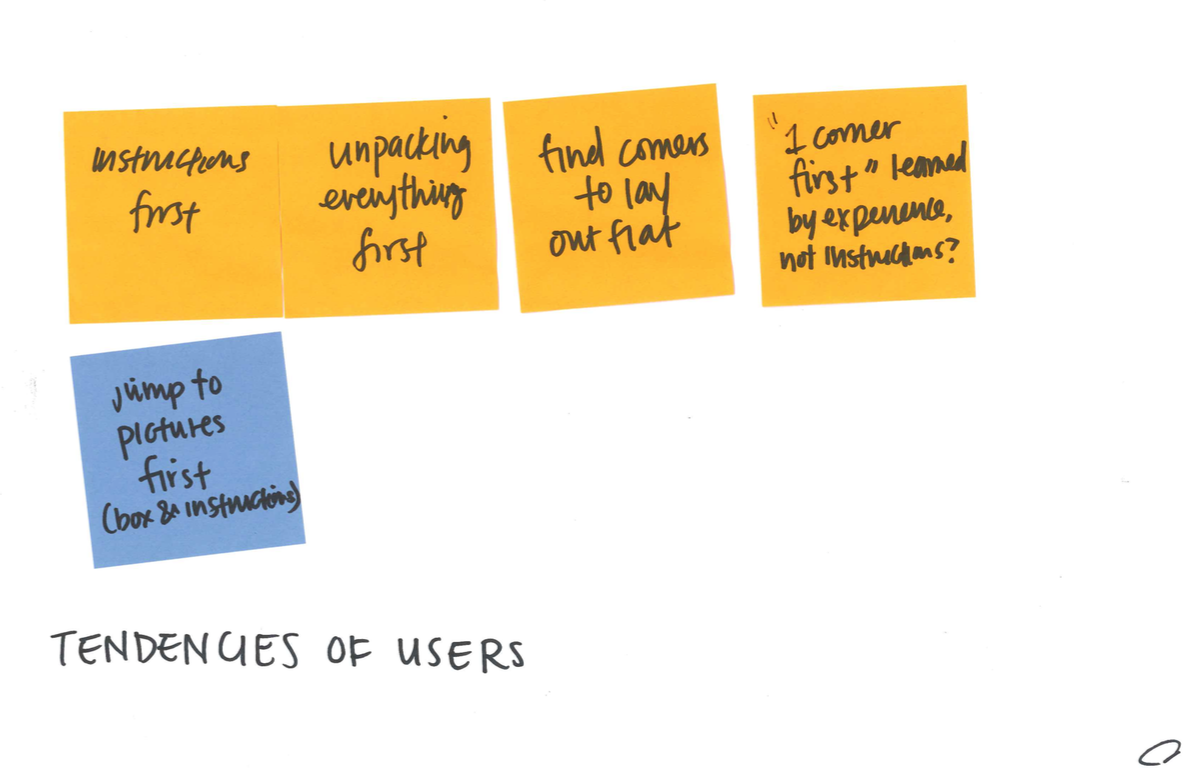 instructions
first
unpacking
everything
first
find corners
to lay
out flat
"1 corner
first" learned
by experience,
not instructions?
jump to
pictures
first
(box & instructions)
TENDENCIES OF USERS